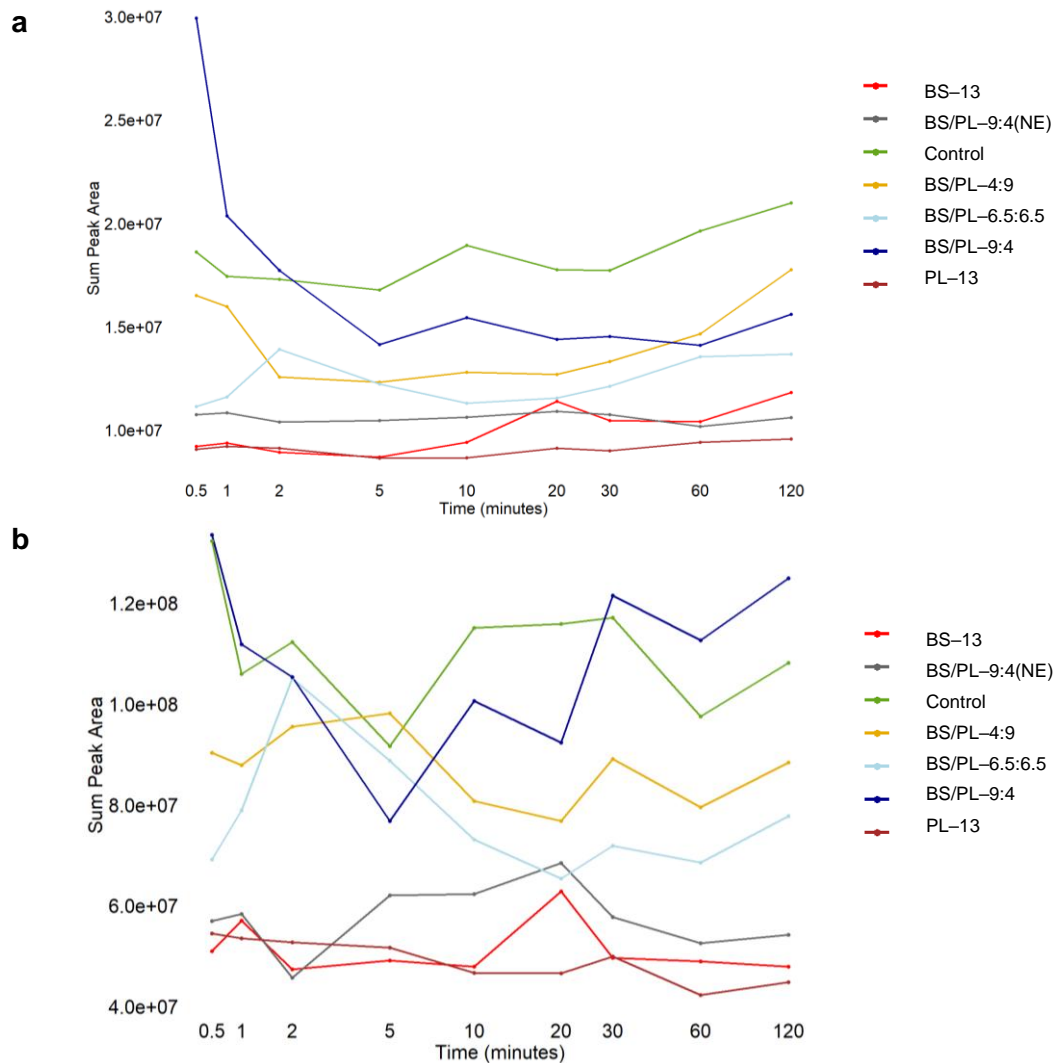 a
3.0e+07
2.5e+07
2.0e+07
1.5e+07
1.0e+07
Sum Peak Area
0.5 1 2 5 10 20 30 60 120
Time (minutes)
BS–13
BS/PL–9:4(NE)
Control
BS/PL–4:9
BS/PL–6.5:6.5
BS/PL–9:4
PL–13
b
1.2e+08
1.0e+08
8.0e+07
6.0e+07
4.0e+07
Sum Peak Area
0.5 1 2 5 10 20 30 60 120
Time (minutes)
BS–13
BS/PL–9:4(NE)
Control
BS/PL–4:9
BS/PL–6.5:6.5
BS/PL–9:4
PL–13